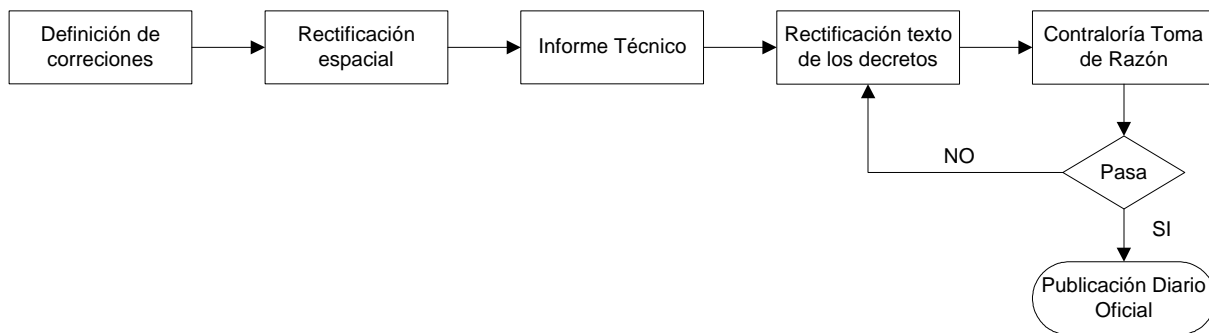 Definición de
correciones
Rectificación
espacial
Informe Técnico
Rectificación texto
de los decretos
Contraloría Toma
de Razón
NO
Pasa
SI
Publicación Diario
Oficial